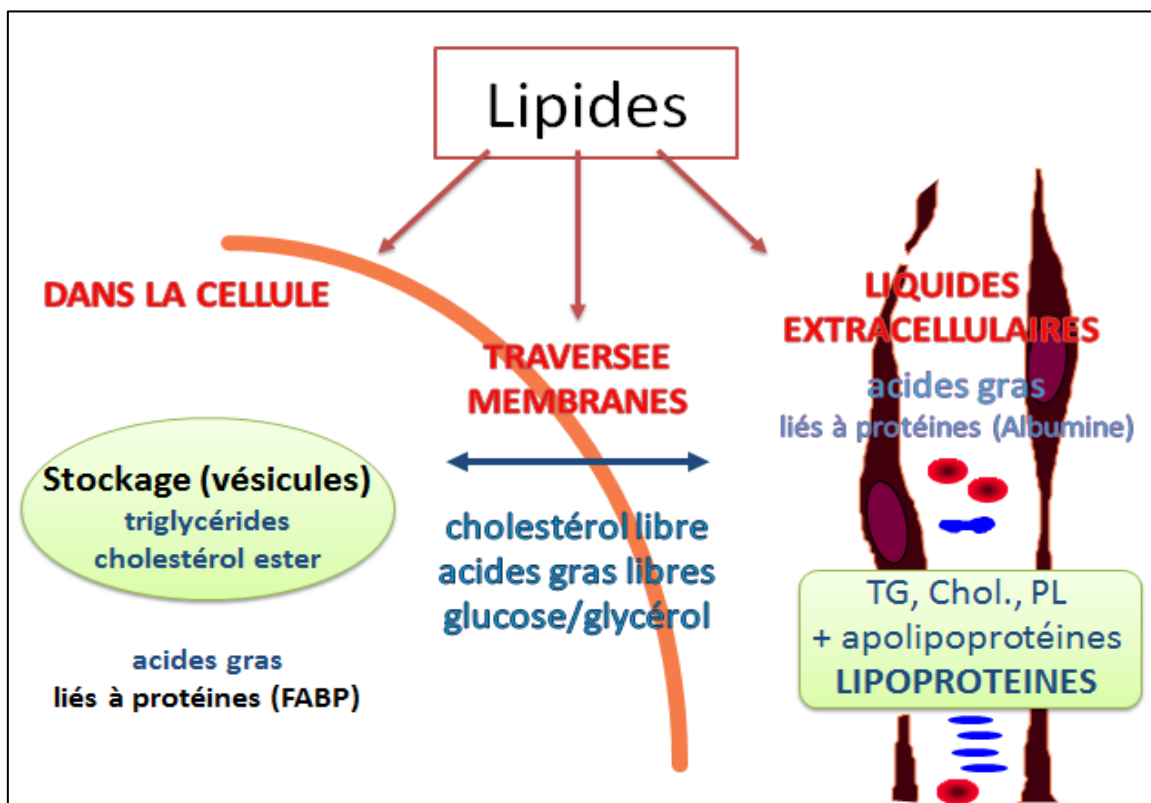 Lipides
DANS LA CELLULE
Stockage (vésicules)
triglycérides
cholestérol ester
acides gras
liés à protéines (FABP)
TRAVERSEE
MEMBRANES
cholestérol libre
acides gras libres
glucose/glycérol
LIQUIDES
EXTRACELLULAIRES
acides gras
liés à protéines (Albumine)
TG, Chol., PL
+ apolipoprotéines
LIPOPROTEINES